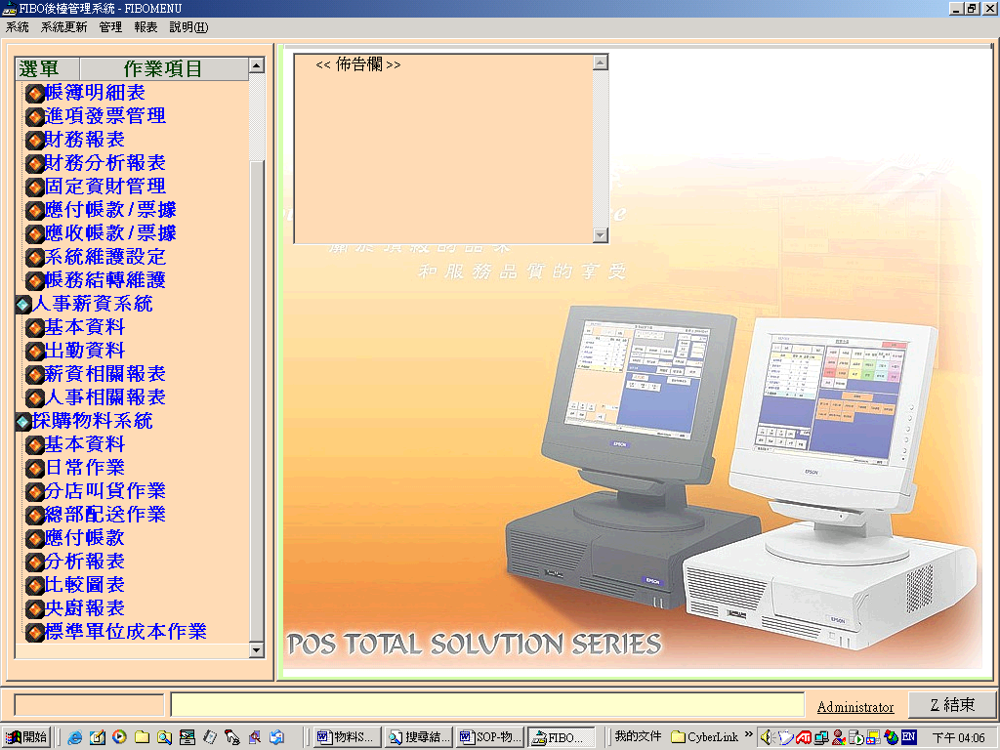 FIBO後檯管理系統 - FIBOMENU
系統 系統更新 管理 報表 說明(H)
選單 作業項目
帳簿明細表
進項發票管理
財務報表
財務分析報表
固定資財管理
應付帳款/票據
應收帳款/票據
系統維護設定
帳務結轉維護
人事薪資系統
基本資料
出勤資料
薪資相關報表
人事相關報表
採購物料系統
基本資料
日常作業
分店叫貨作業
總部配送作業
應付帳款
分析報表
比較圖表
央廚報表
標準單位成本作業
<< 佈告欄 >>
和服務品質的享受
EPSON
EPSON
EPSON
EPSON
POS TOTAL SOLUTION SERIES
Administrator
Z 結束
開始
物料S...
搜尋結...
SOP-物...
FIBO...
我的文件
CyberLink
EN
下午 04:06